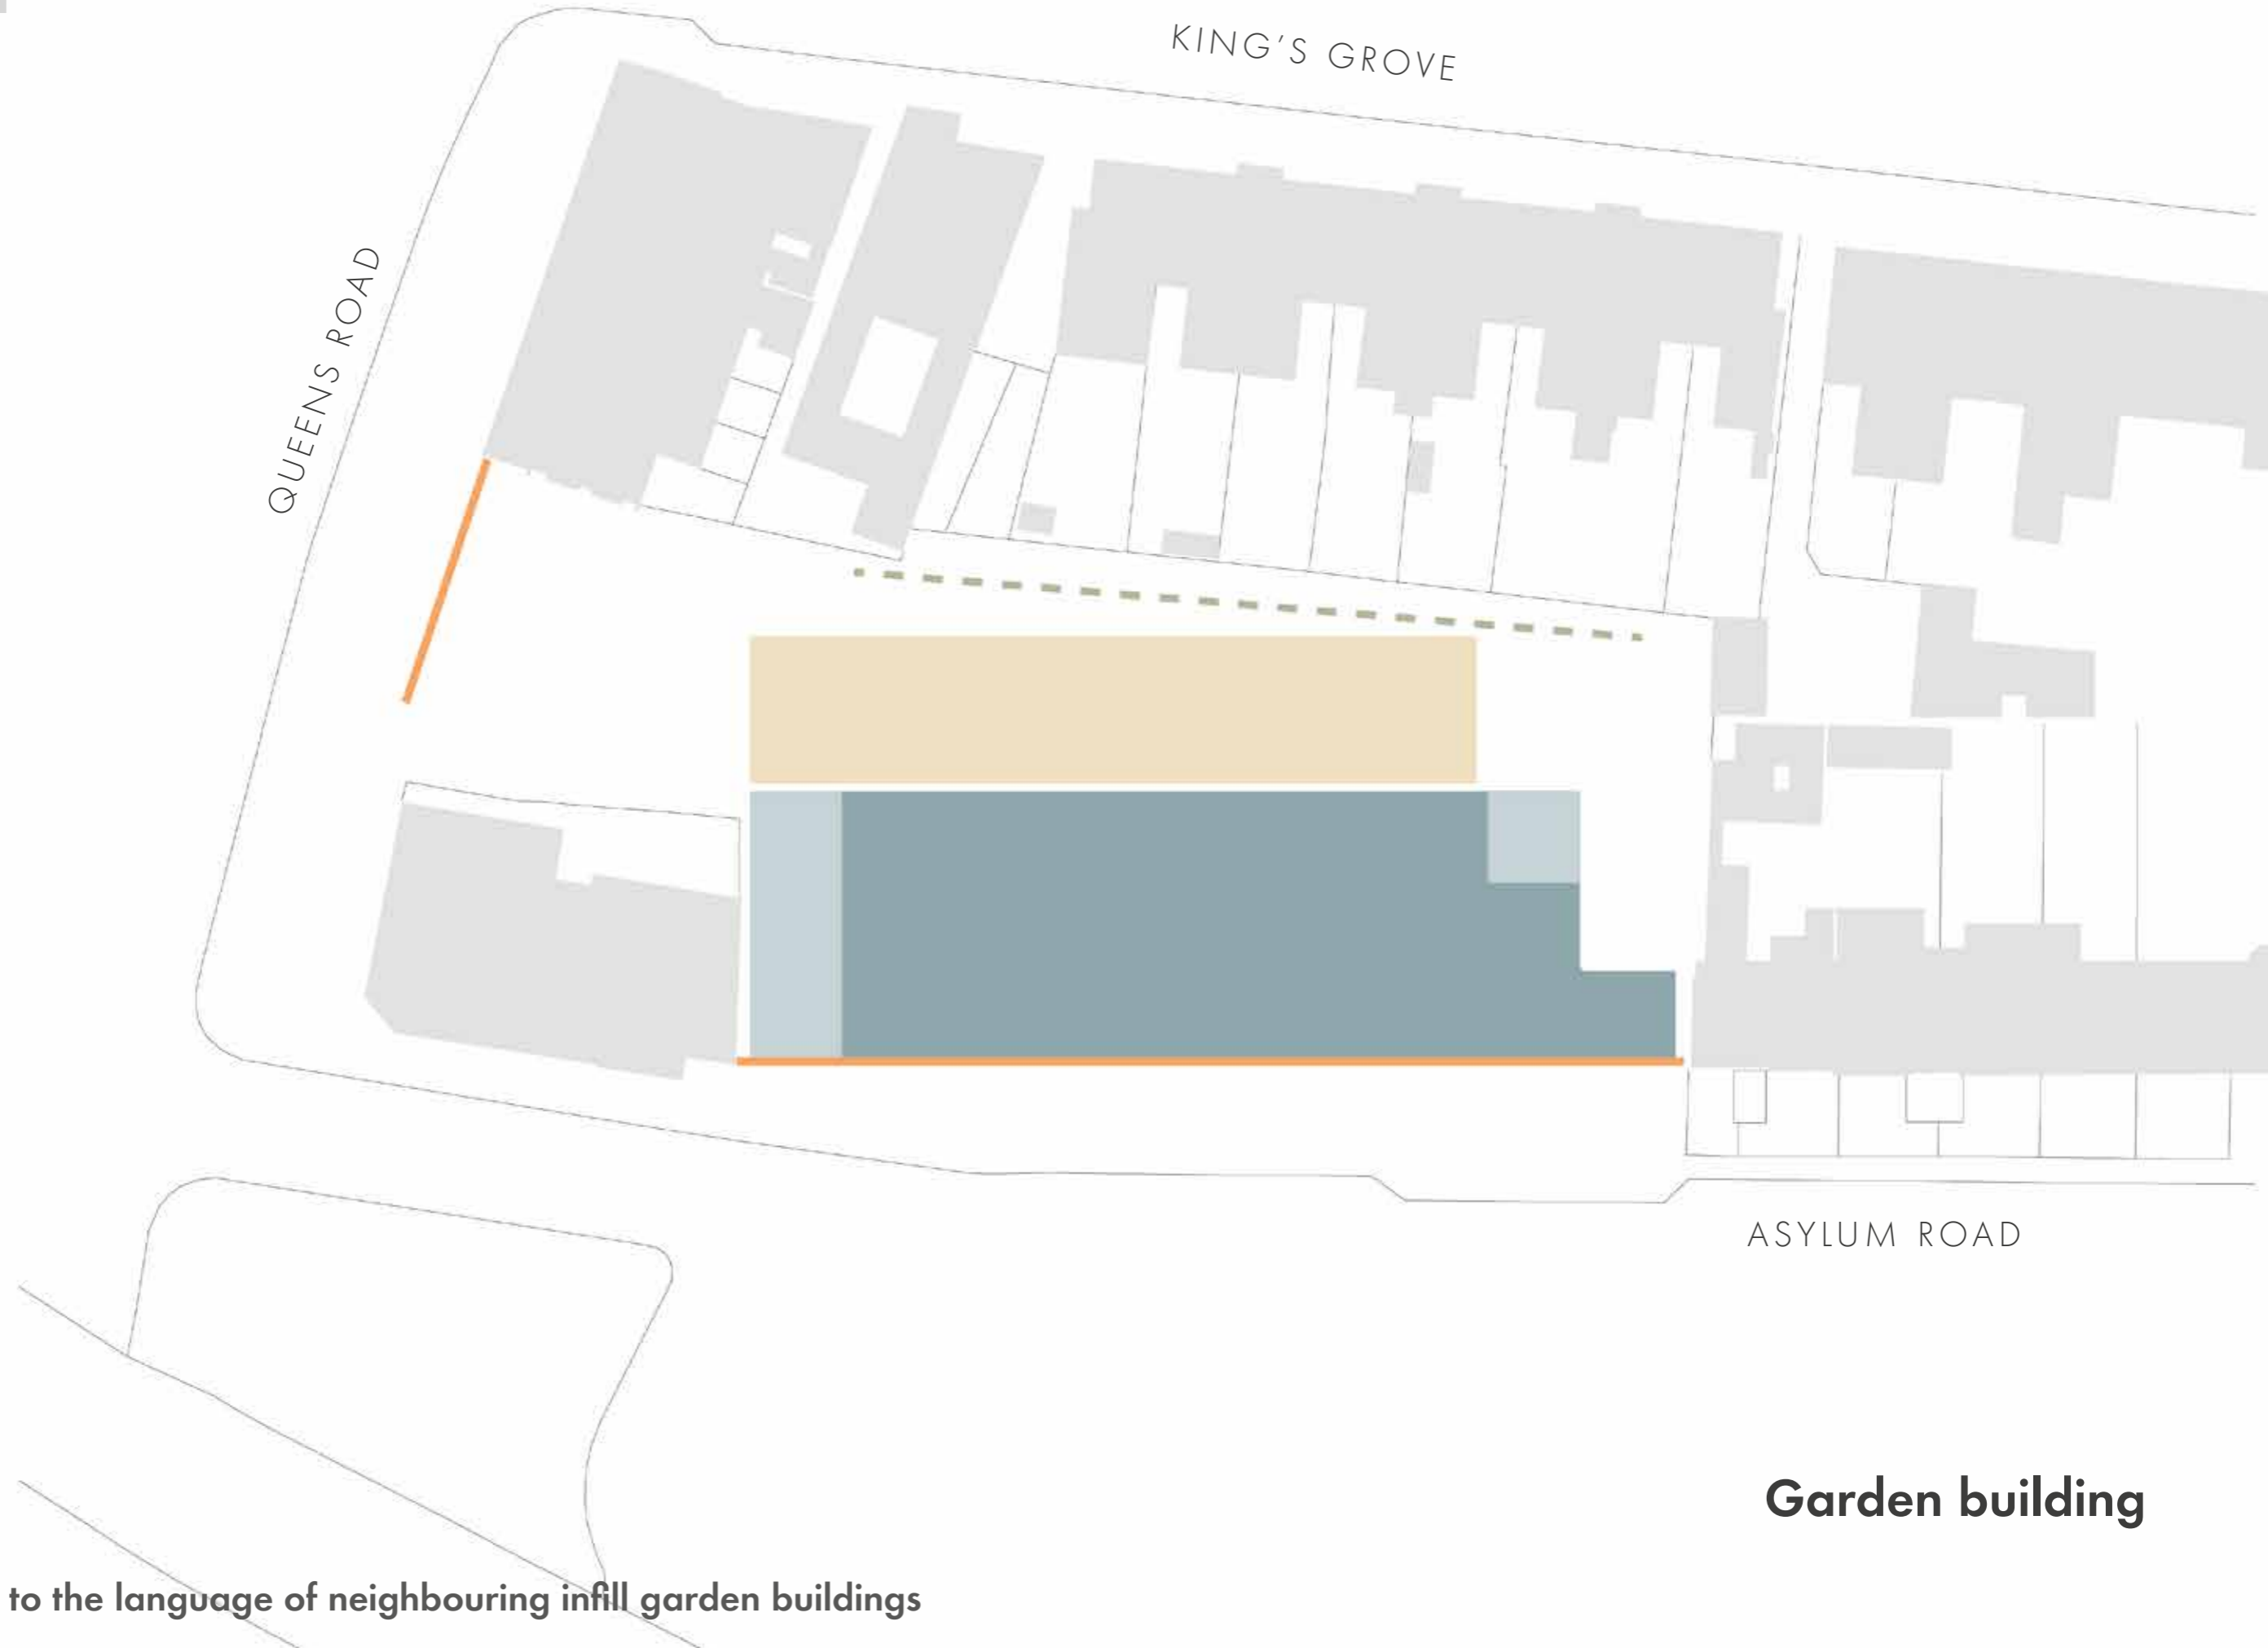 KING'S GROVE
QUEENS ROAD
ASYLUM ROAD
Garden building
to the language of neighbouring infill garden buildings